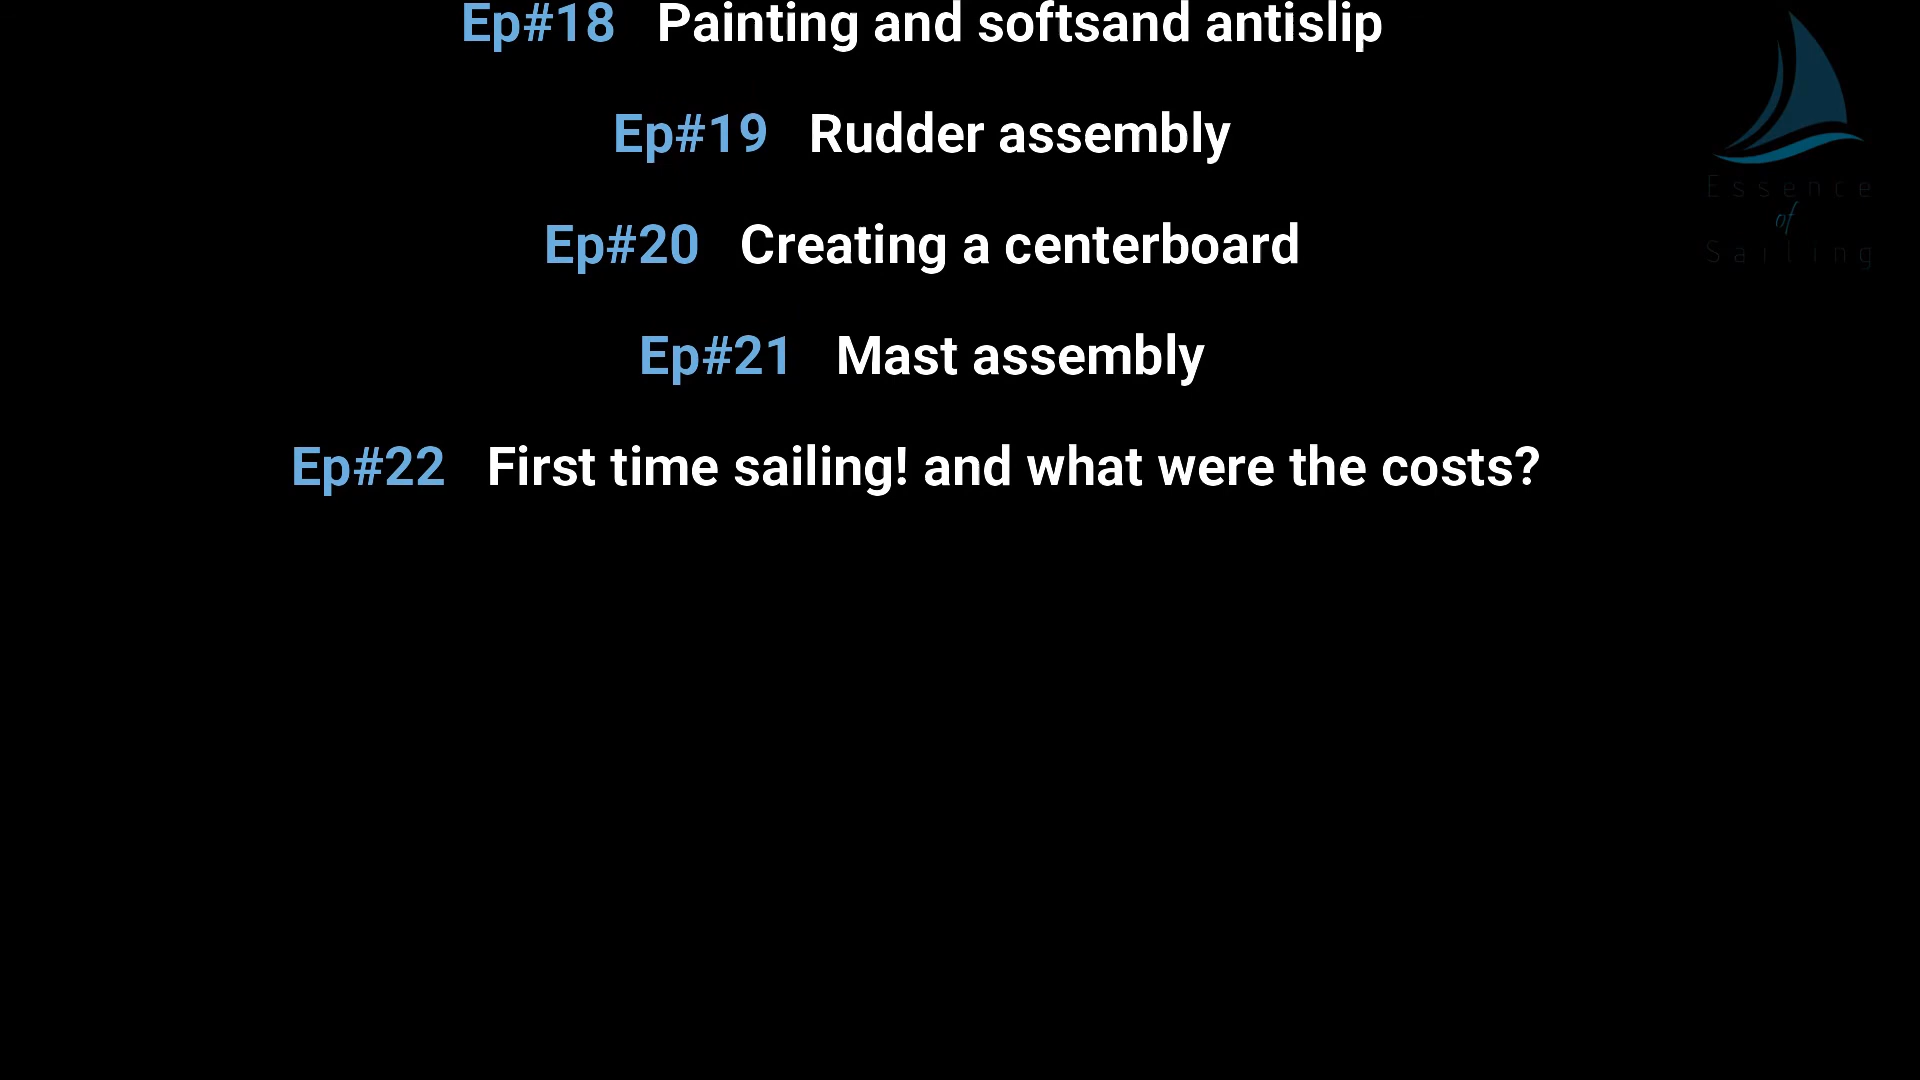 Ep#18 Painting and softsand antislip
Ep#19 Rudder assembly
Ep#20 Creating a centerboard
Ep#21 Mast assembly
Ep#22 First time sailing! and what were the costs?
Essence
of
Sailing